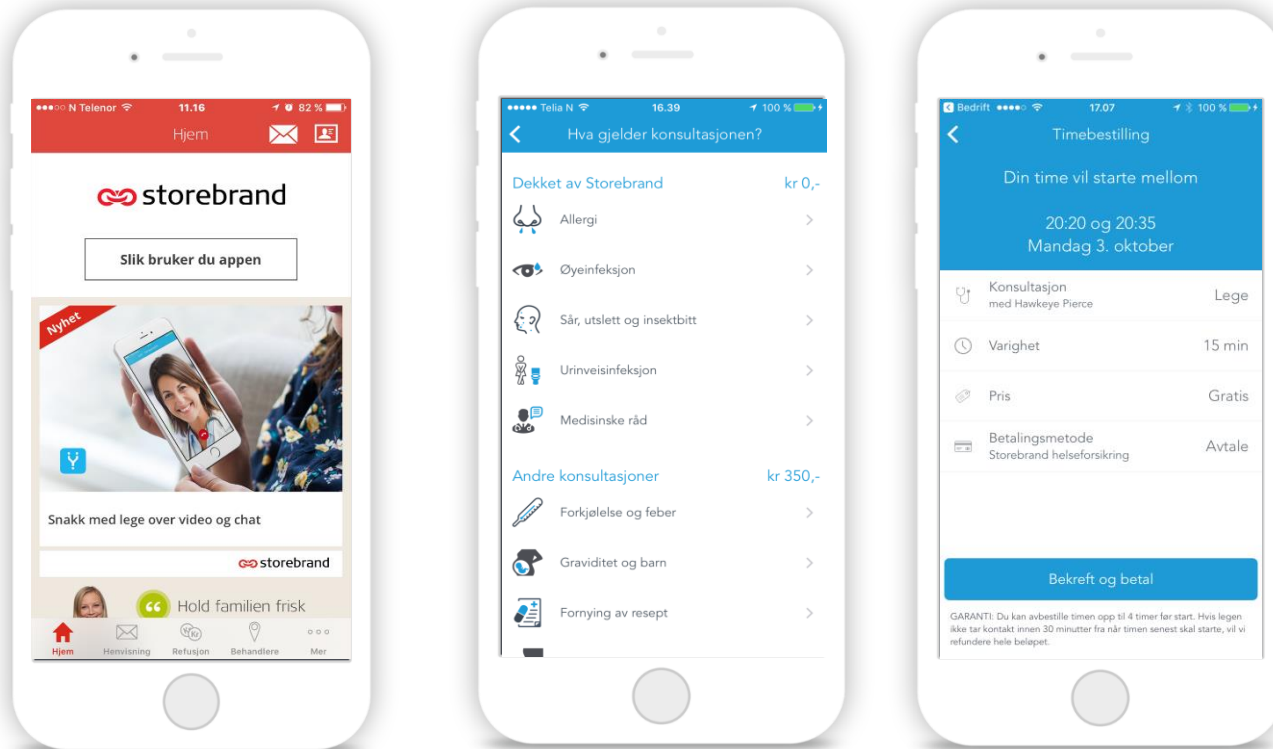 N Telenor 11.16 82 %
Hjem
storebrand
Slik bruker du appen
Nyhet
Snakk med lege over video og chat
storebrand
Hold familien frisk
Hjem Henvisning Refusjon Behandlere Mer
Telia N 16.39 100 %
Hva gjelder konsultasjonen?
Dekket av Storebrand kr 0,-
Allergi
Øyeinfeksjon
Sår, utslett og insektbitt
Urinveisinfeksjon
Medisinske råd
Andre konsultasjoner kr 350,-
Forkjølelse og feber
Graviditet og barn
Fornying av resept
Bedrift 17.07 100 %
Timebestilling
Din time vil starte mellom
20:20 og 20:35
Mandag 3. oktober
Konsultasjon Lege
med Hawkeye Pierce
Varighet 15 min
Pris Gratis
Betalingsmetode Avtale
Storebrand helseforsikring
Bekreft og betal
GARANTI: Du kan avbestille timen opp til 4 timer før start. Hvis legen
ikke tar kontakt innen 30 minutter fra når timen senest skal starte, vil vi
refundere hele beløpet.